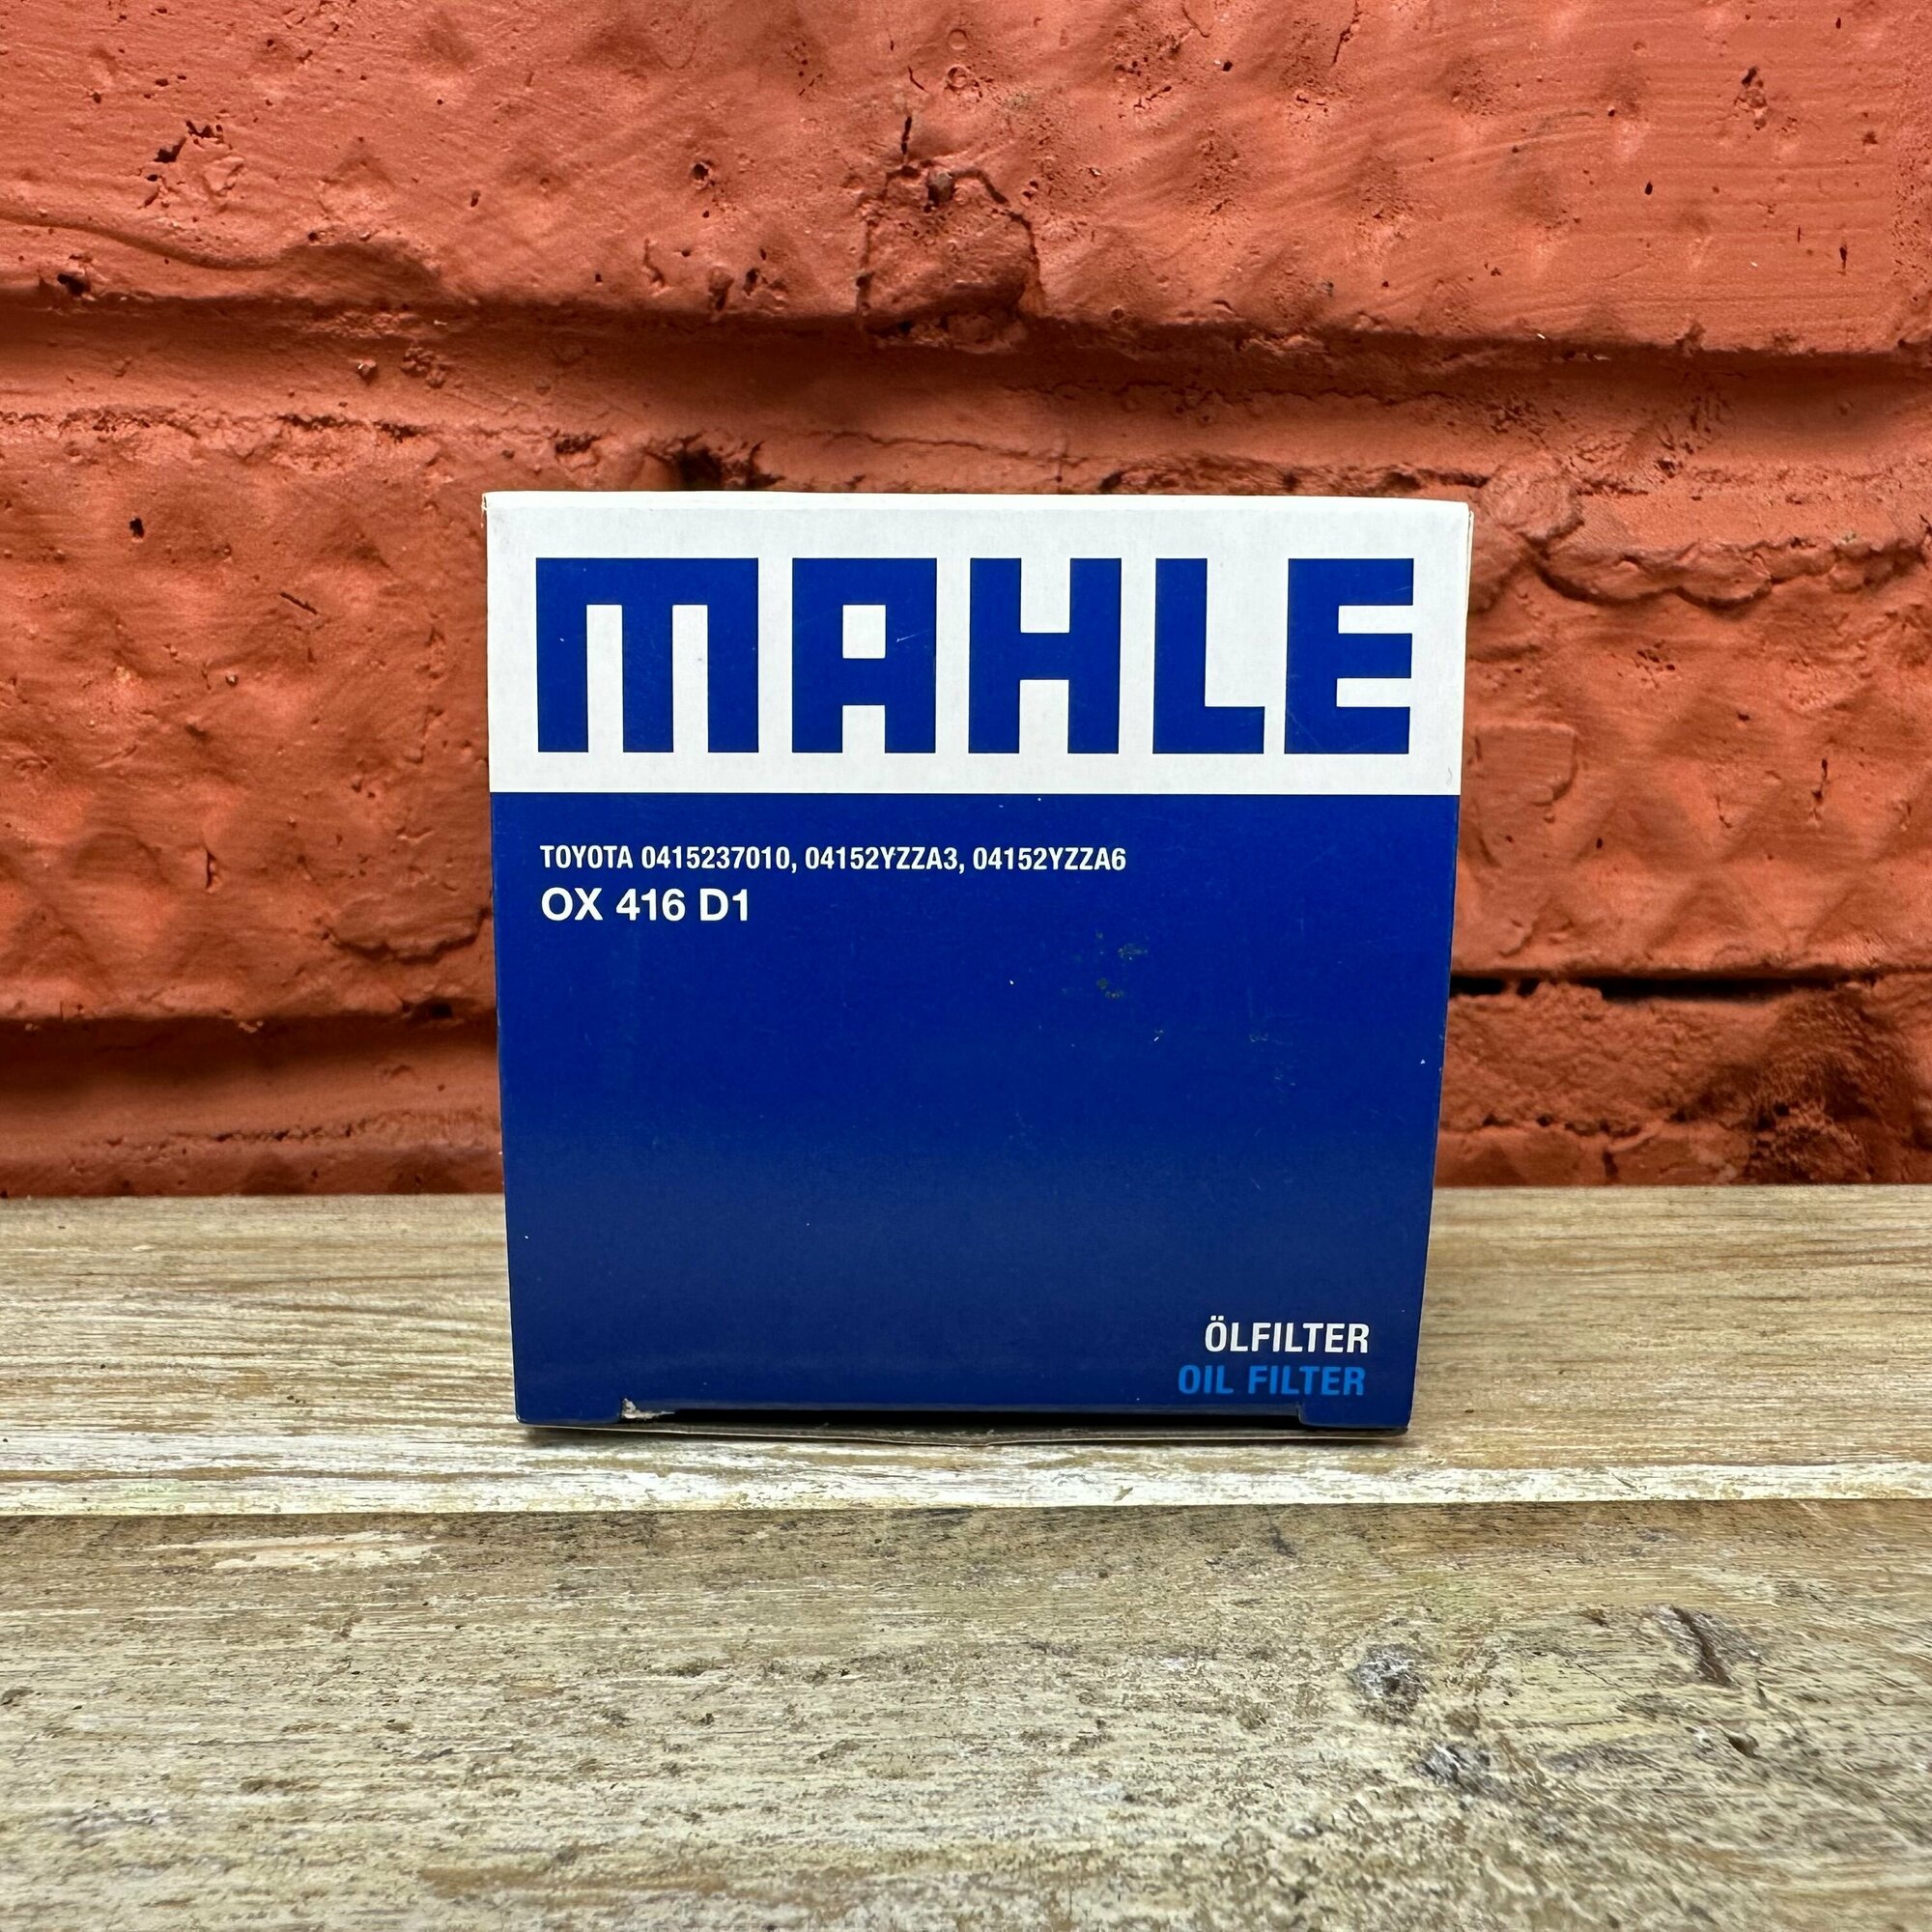 MAHLE
TOYOTA 0415237010, 04152YZZA3, 04152YZZA6
OX 416 D1
ÖLFILTER
OIL FILTER